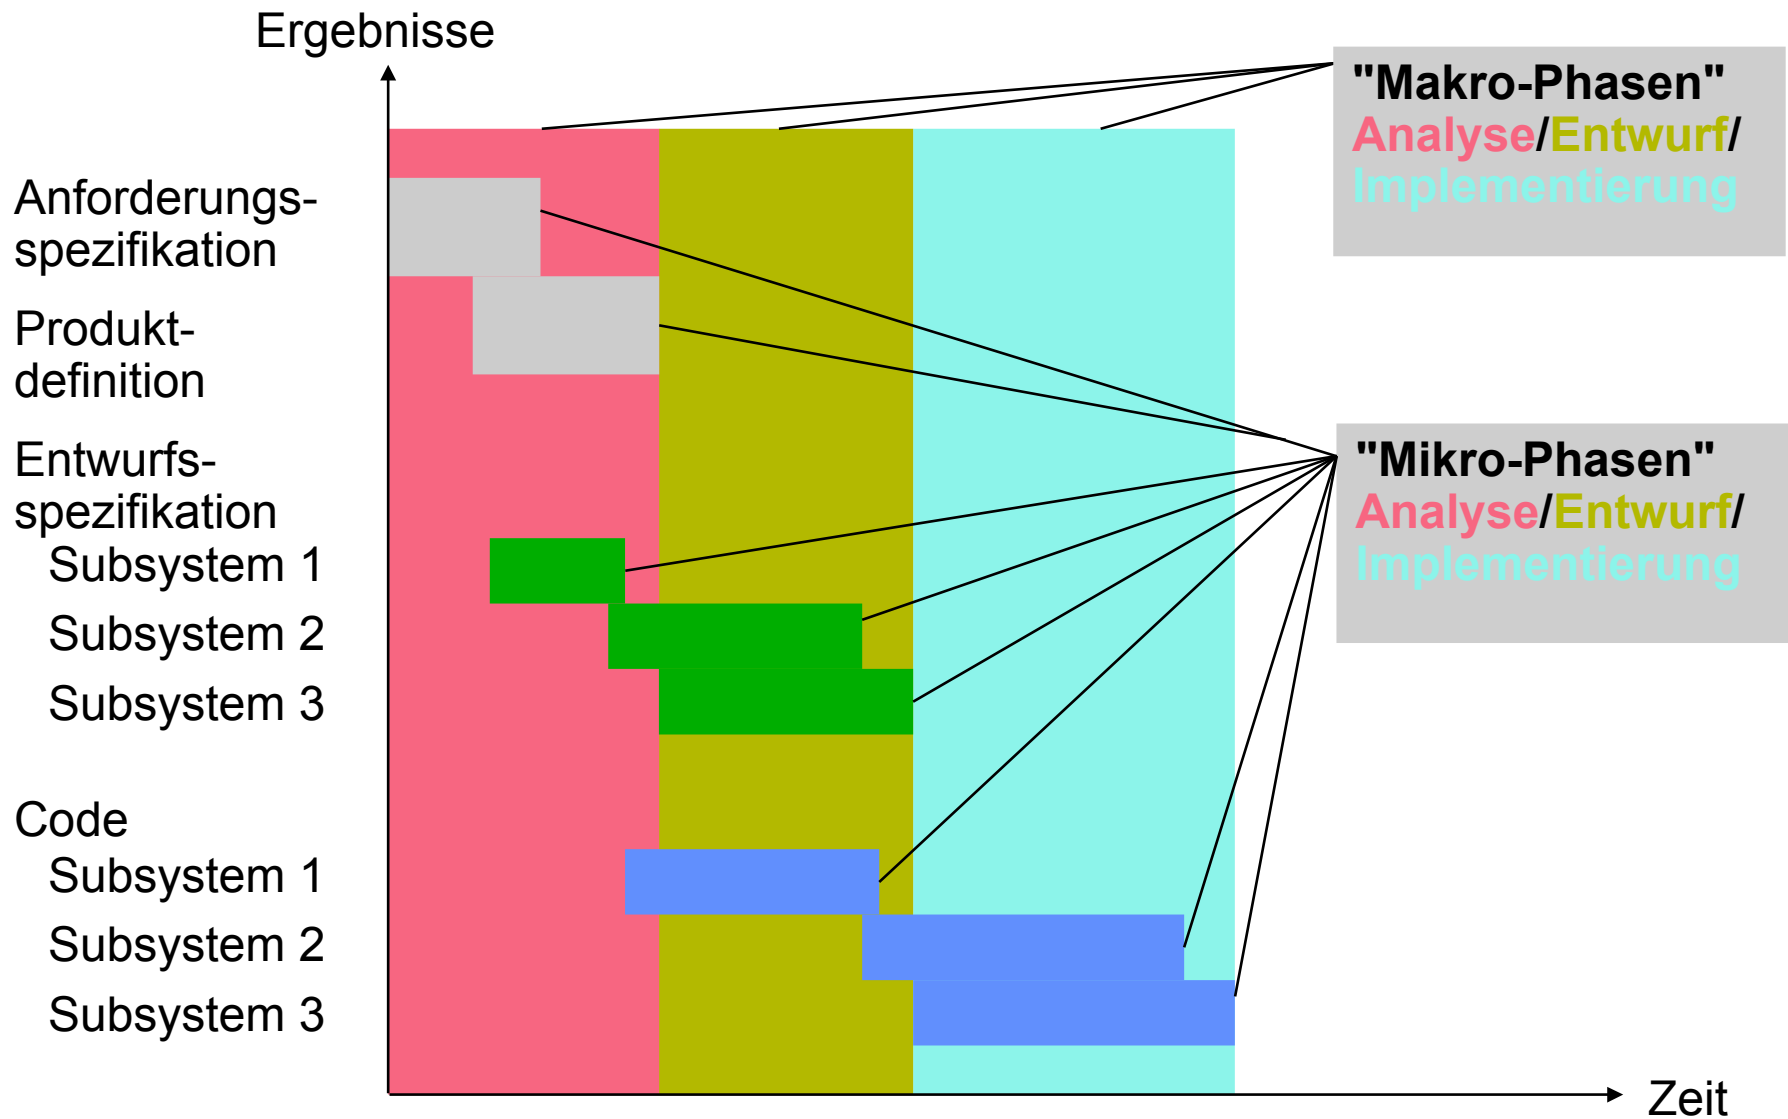 Ergebnisse
"Makro-Phasen"
Analyse/Entwurf/
Implementierung
Anforderungs-
spezifikation
Produkt-
definition
Entwurfs-
spezifikation
Subsystem 1
Subsystem 2
Subsystem 3
"Mikro-Phasen"
Analyse/Entwurf/
Implementierung
Code
Subsystem 1
Subsystem 2
Subsystem 3
Zeit